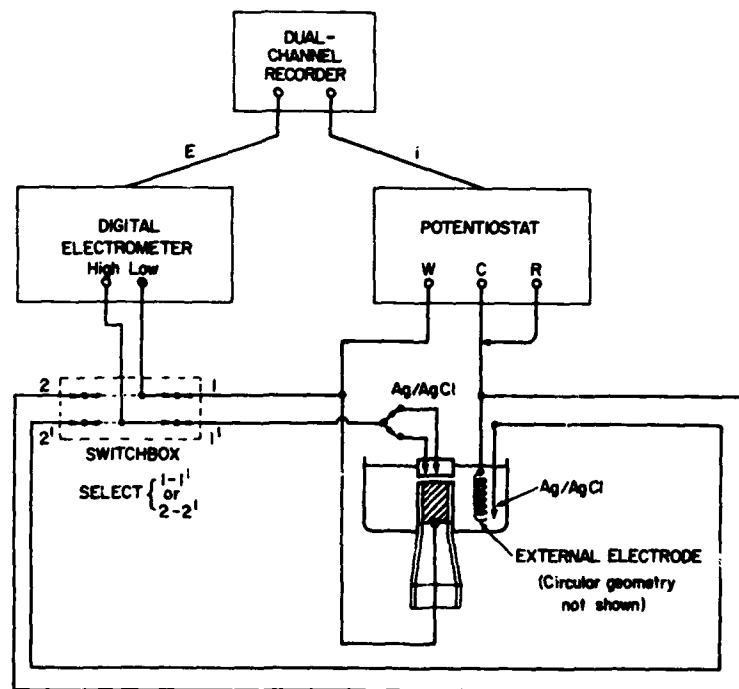 DUAL-
CHANNEL
RECORDER
E
i
DIGITAL
ELECTROMETER
High Low
POTENTIOSTAT
W C R
2
1
Ag/AgCl
2'
1'
SWITCHBOX
SELECT { 1-1'
or
2-2'
Ag/AgCl
EXTERNAL ELECTRODE
(Circular geometry
not shown)